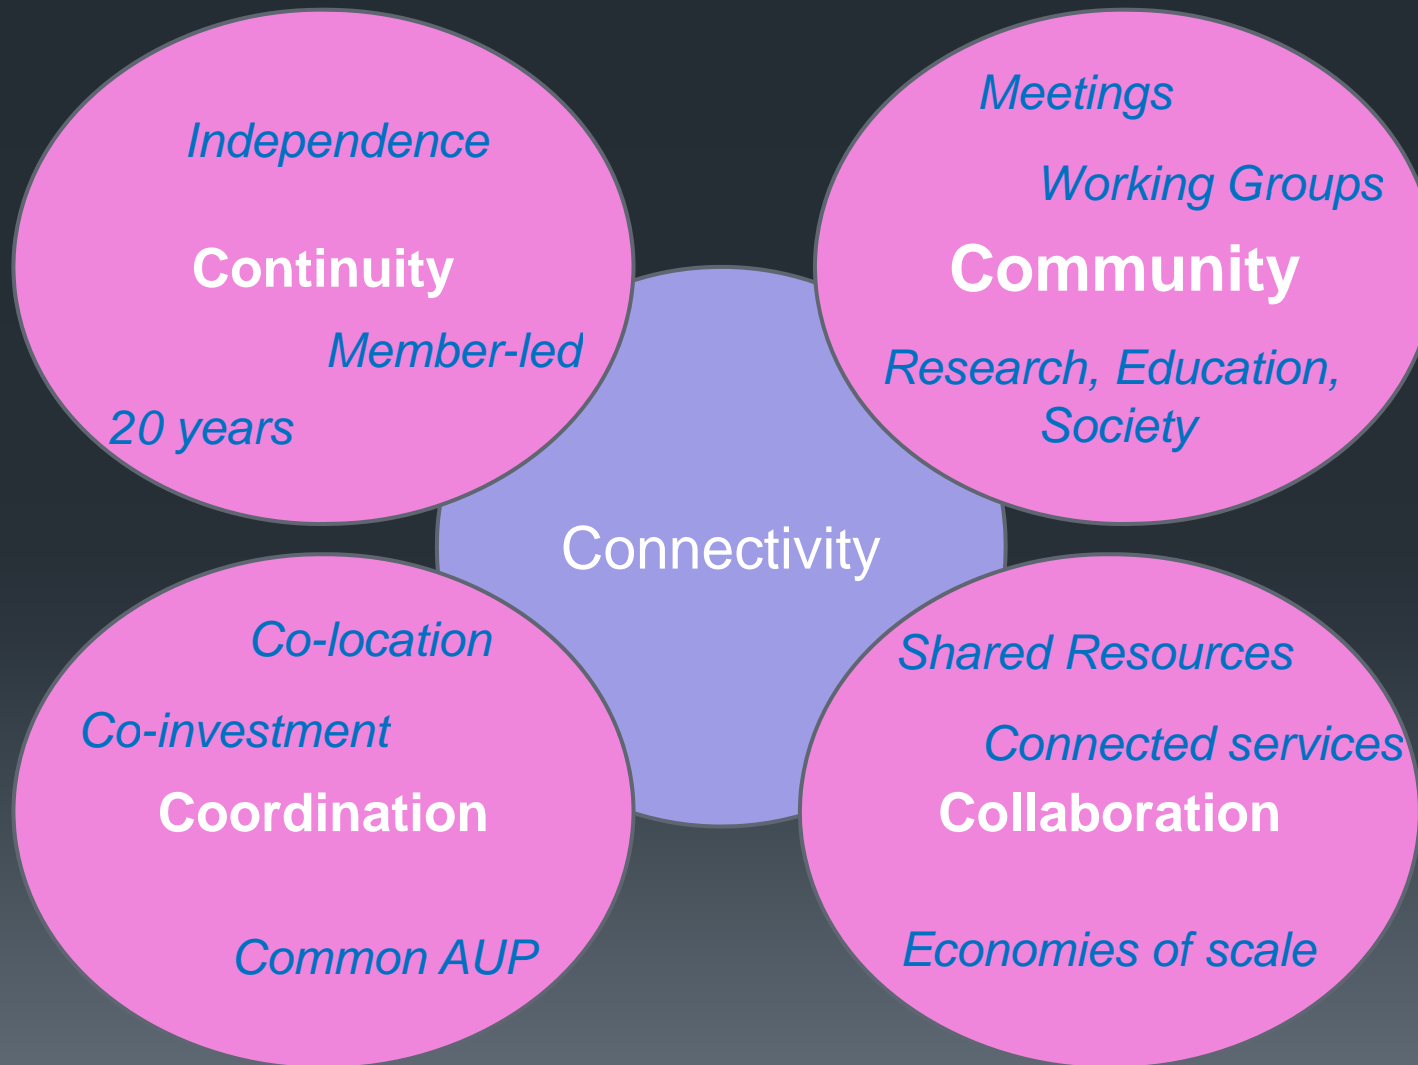 Independence
Continuity
Member-led
20 years
Meetings
Working Groups
Community
Research, Education,
Society
Connectivity
Co-location
Co-investment
Coordination
Common AUP
Shared Resources
Connected services
Collaboration
Economies of scale